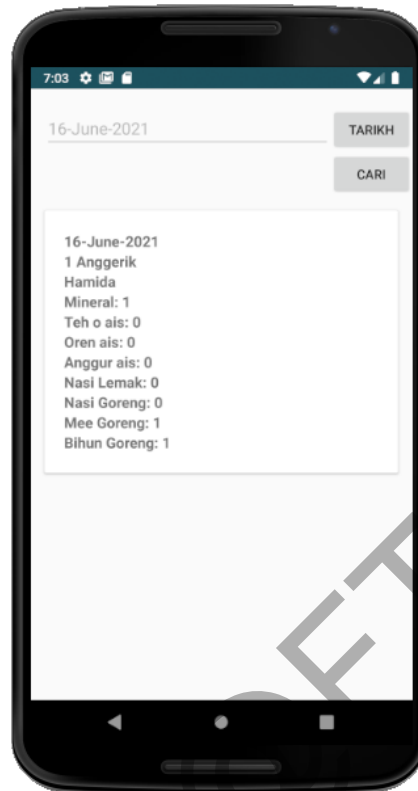 7:03
16-June-2021
TARIKH
CARI
16-June-2021
1 Anggerik
Hamida
Mineral: 1
Teh o ais: 0
Oren ais: 0
Anggur ais: 0
Nasi Lemak: 0
Nasi Goreng: 0
Mee Goreng: 1
Bihun Goreng: 1